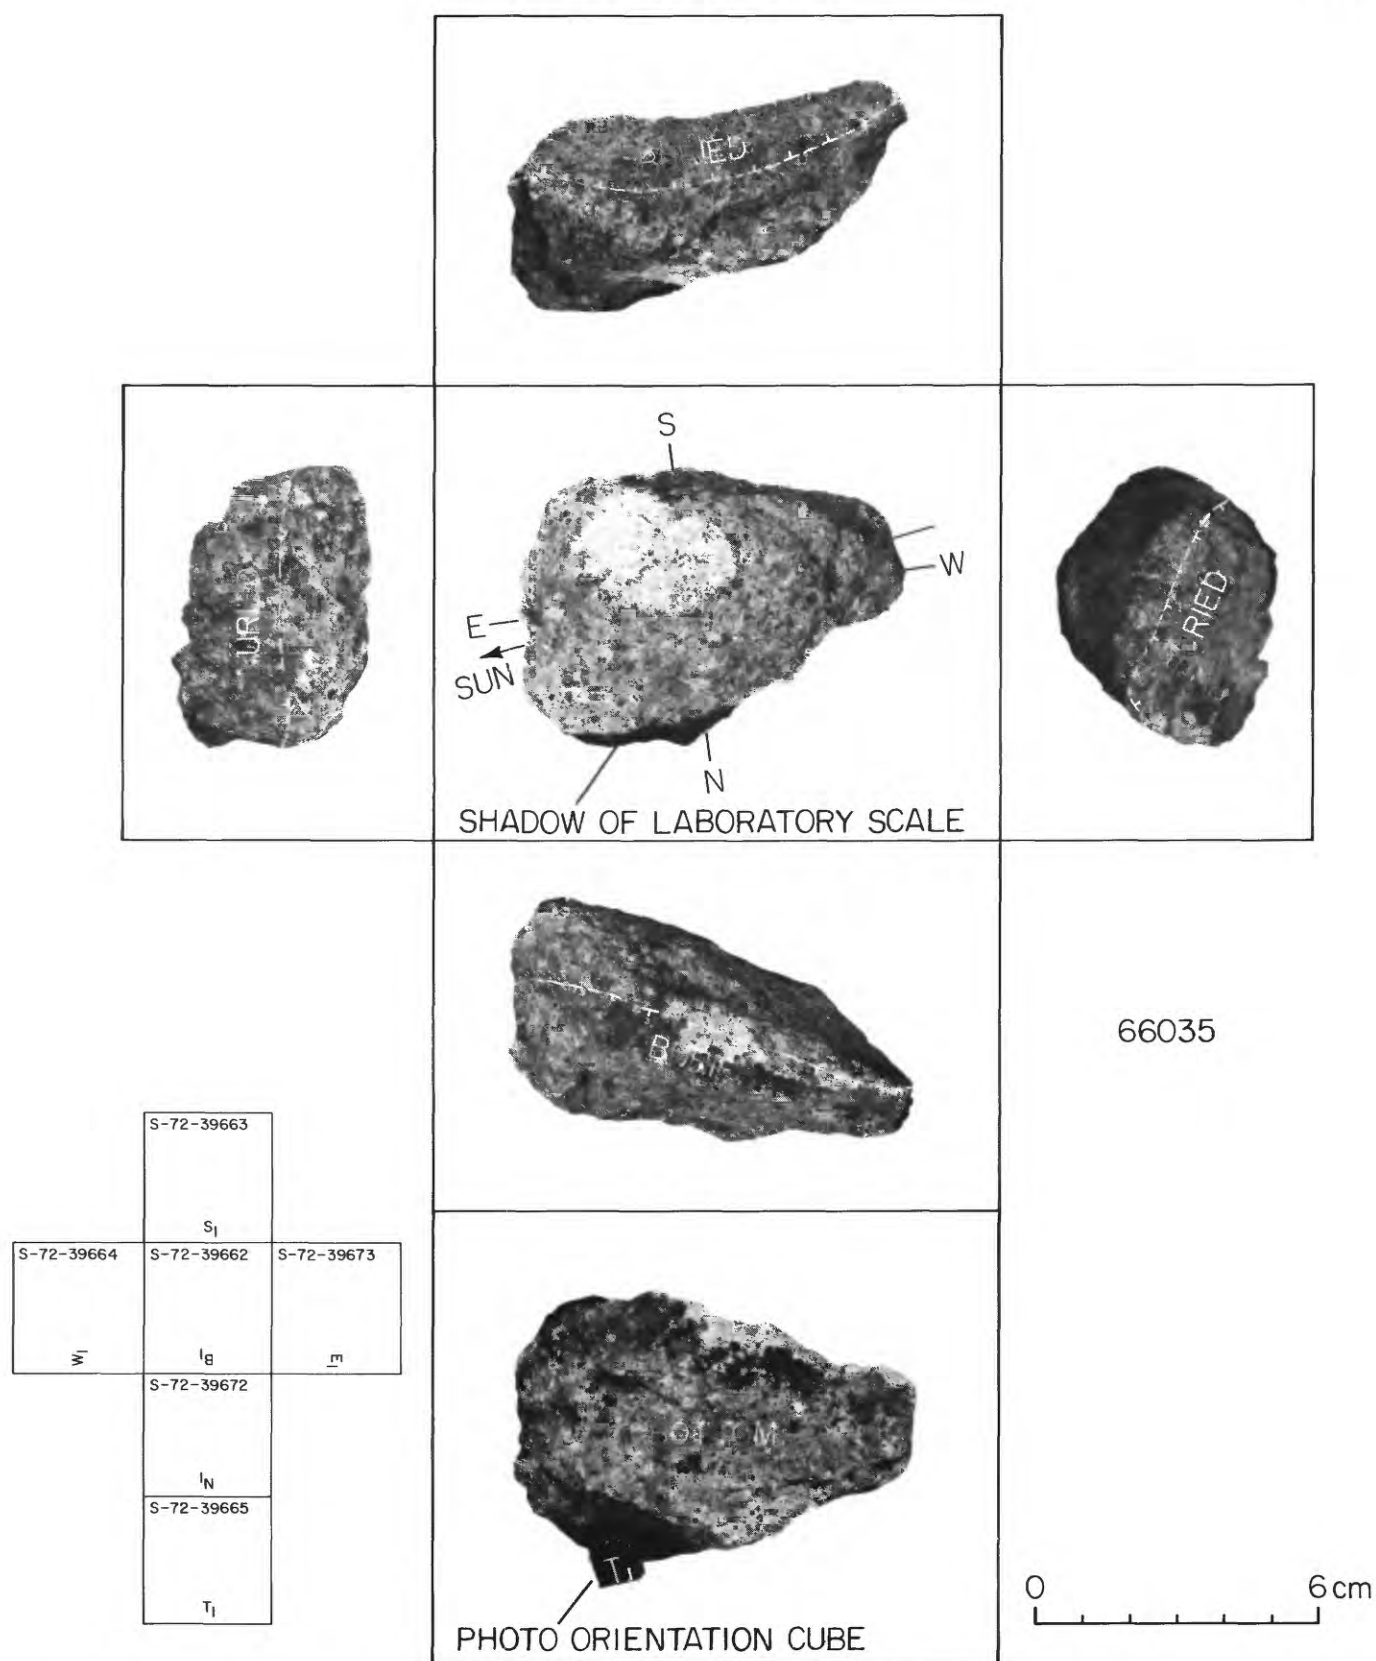 S
W
E
SUN
N
SHADOW OF LABORATORY SCALE
66035
S-72-39663
S₁
S-72-39664 S-72-39662 S-72-39673
W₁ B₁ E₁
S-72-39672
N₁
S-72-39665
T₁
T₁
PHOTO ORIENTATION CUBE
0 6 cm